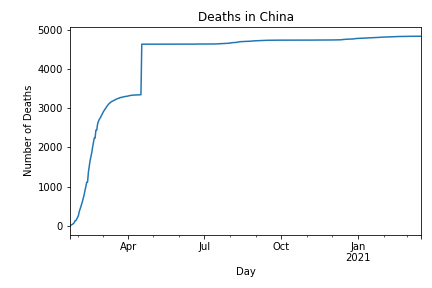 Deaths in China
Number of Deaths
5000
4000
3000
2000
1000
0
Apr
Jul
Oct
Jan
2021
Day